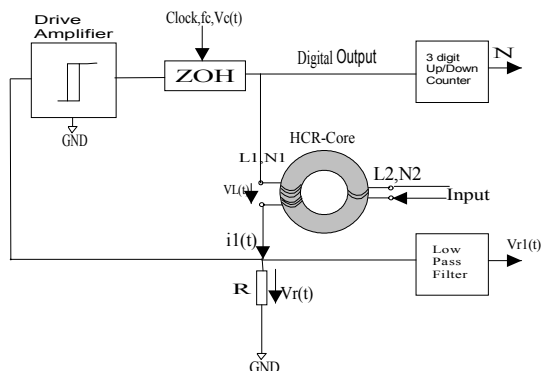 Drive
Amplifier
Clock,fc,Vc(t)
ZOH
Digital Output
3 digit
Up/Down
Counter
N
GND
HCR-Core
L1,N1
L2,N2
VL(t)
Input
i1(t)
Low
Pass
Filter
Vr1(t)
R
Vr(t)
GND